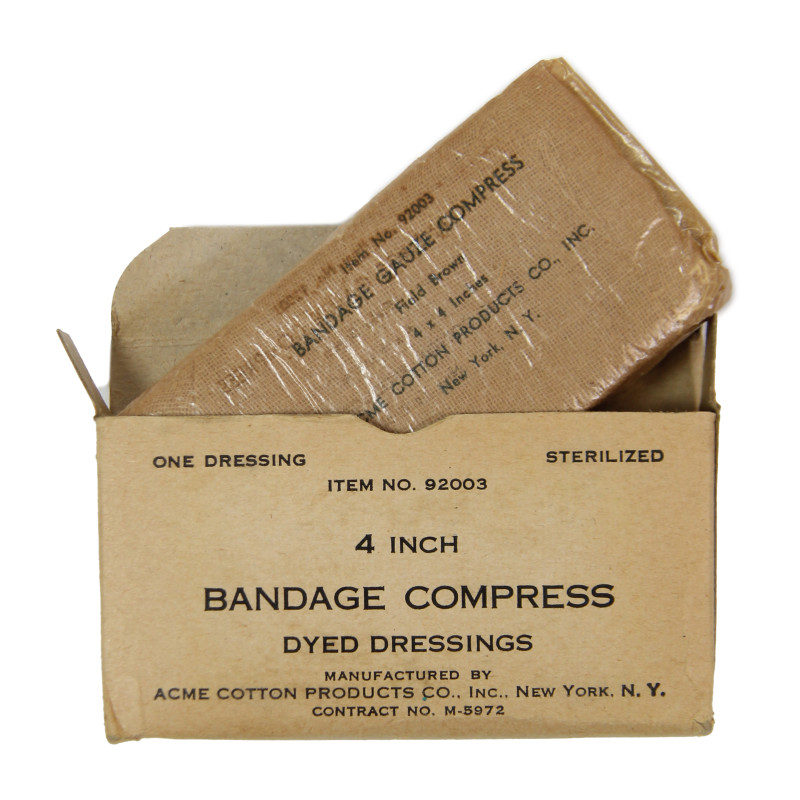 Item No. 92003
BANDAGE GAUZE COMPRESS
Field Brown
4 x 4 Inches
ACME COTTON PRODUCTS CO., INC.
New York, N. Y.
ONE DRESSING
STERILIZED
ITEM NO. 92003
4 INCH
BANDAGE COMPRESS
DYED DRESSINGS
MANUFACTURED BY
ACME COTTON PRODUCTS CO., INC., NEW YORK, N. Y.
CONTRACT NO. M-5972